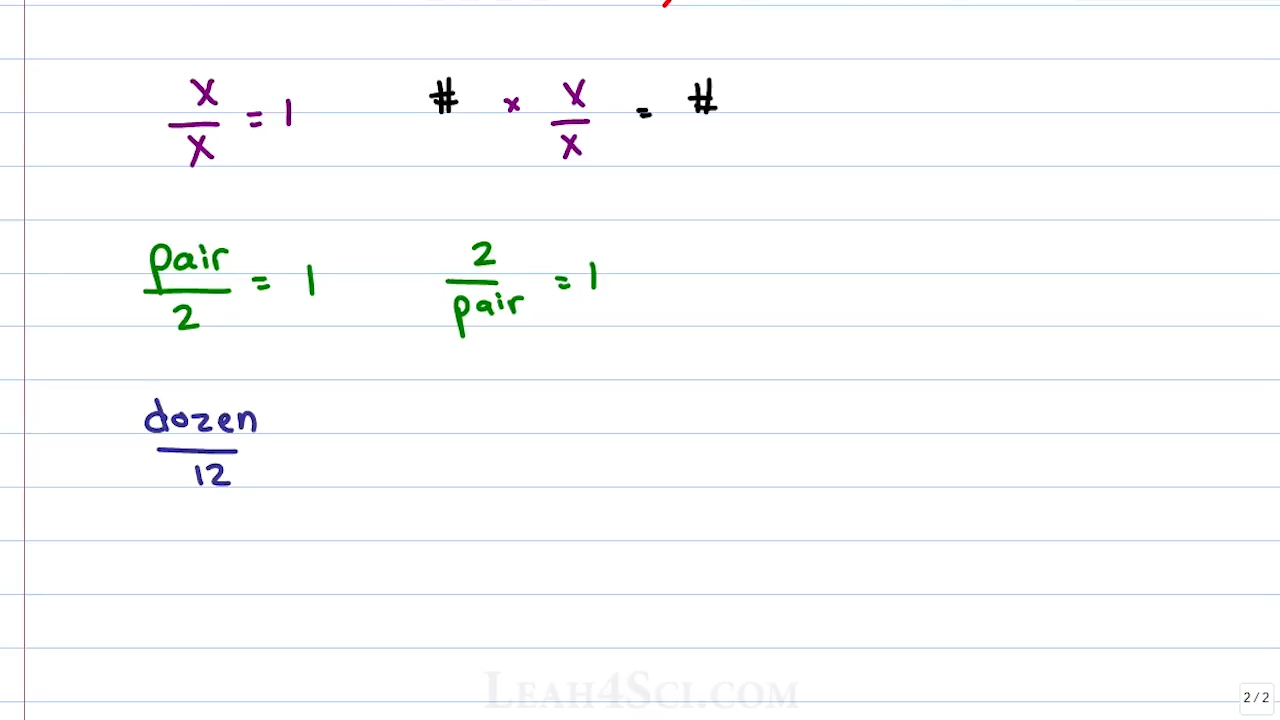 x/x = 1    # x x/x = #
pair/2 = 1    2/pair = 1
dozen/12
LEAH4SCI.COM
2 / 2